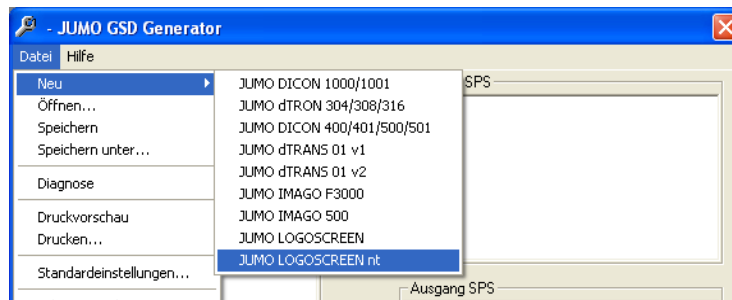 - JUMO GSD Generator
Datei Hilfe
Neu
Öffnen...
Speichern
Speichern unter...
Diagnose
Druckvorschau
Drucken...
Standardeinstellungen...
JUMO DICON 1000/1001
JUMO dTRON 304/308/316
JUMO DICON 400/401/500/501
JUMO dTRANS 01 v1
JUMO dTRANS 01 v2
JUMO IMAGO F3000
JUMO IMAGO 500
JUMO LOGOSCREEN
JUMO LOGOSCREEN nt
SPS
Ausgang SPS